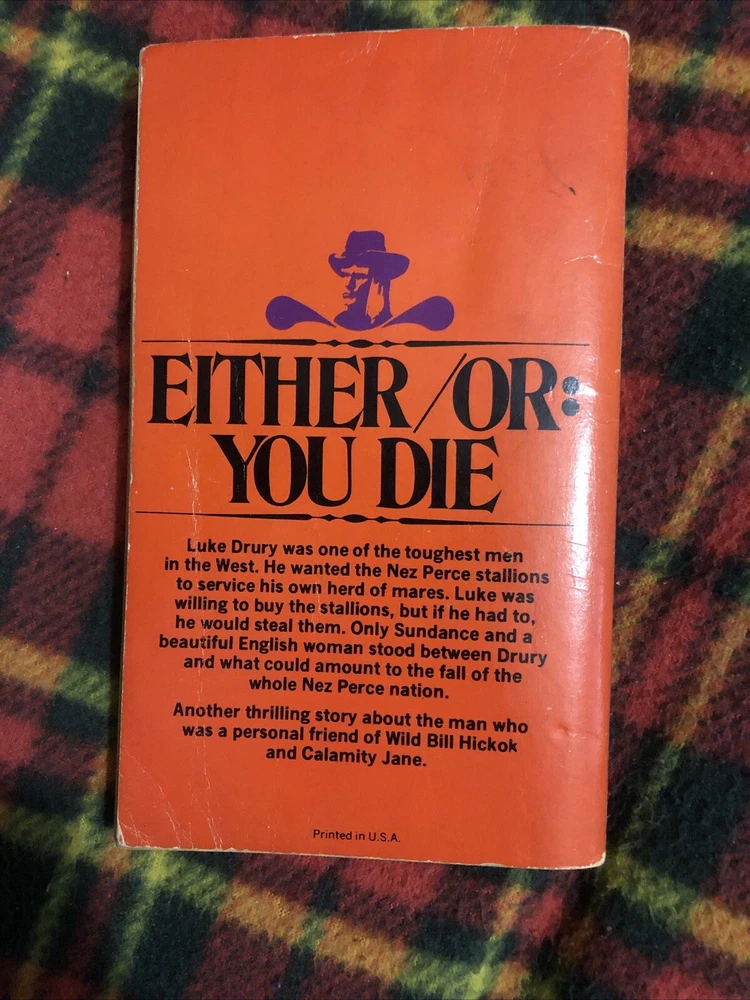 EITHER/OR:
YOU DIE
Luke Drury was one of the toughest men
in the West. He wanted the Nez Perce stallions
to service his own herd of mares. Luke was
willing to buy the stallions, but if he had to,
he would steal them. Only Sundance and a
beautiful English woman stood between Drury
and what could amount to the fall of the
whole Nez Perce nation.
Another thrilling story about the man who
was a personal friend of Wild Bill Hickok
and Calamity Jane.
Printed in U.S.A.